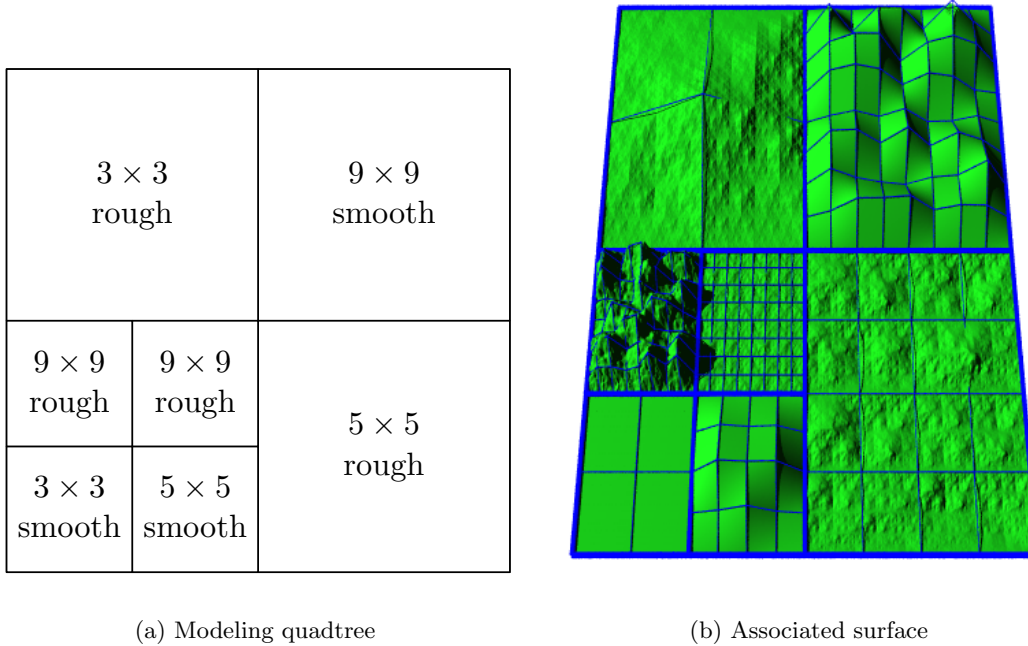 3 × 3
rough
9 × 9
smooth
9 × 9
rough
9 × 9
rough
5 × 5
rough
3 × 3
smooth
5 × 5
smooth
(a) Modeling quadtree
(b) Associated surface